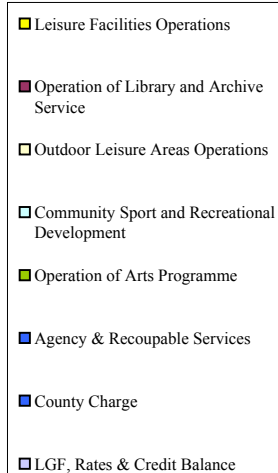 Leisure Facilities Operations
Operation of Library and Archive
Service
Outdoor Leisure Areas Operations
Community Sport and Recreational
Development
Operation of Arts Programme
Agency & Recoupable Services
County Charge
LGF, Rates & Credit Balance